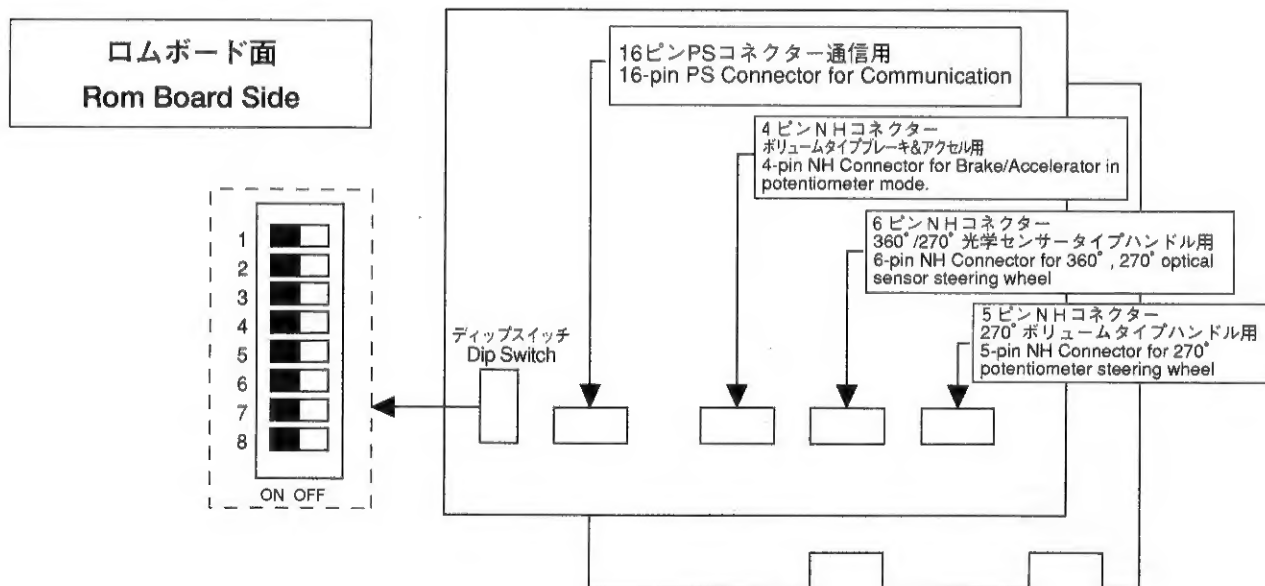 ロムボード面
Rom Board Side
16ピンPSコネクター通信用
16-pin PS Connector for Communication
4ピンNHコネクター
ボリュームタイプブレーキ&アクセル用
4-pin NH Connector for Brake/Accelerator in
potentiometer mode.
6ピンNHコネクター
360°/270° 光学センサータイプハンドル用
6-pin NH Connector for 360°, 270° optical
sensor steering wheel
5ピンNHコネクター
270° ボリュームタイプハンドル用
5-pin NH Connector for 270°
potentiometer steering wheel
ディップスイッチ
Dip Switch
1
2
3
4
5
6
7
8
ON OFF